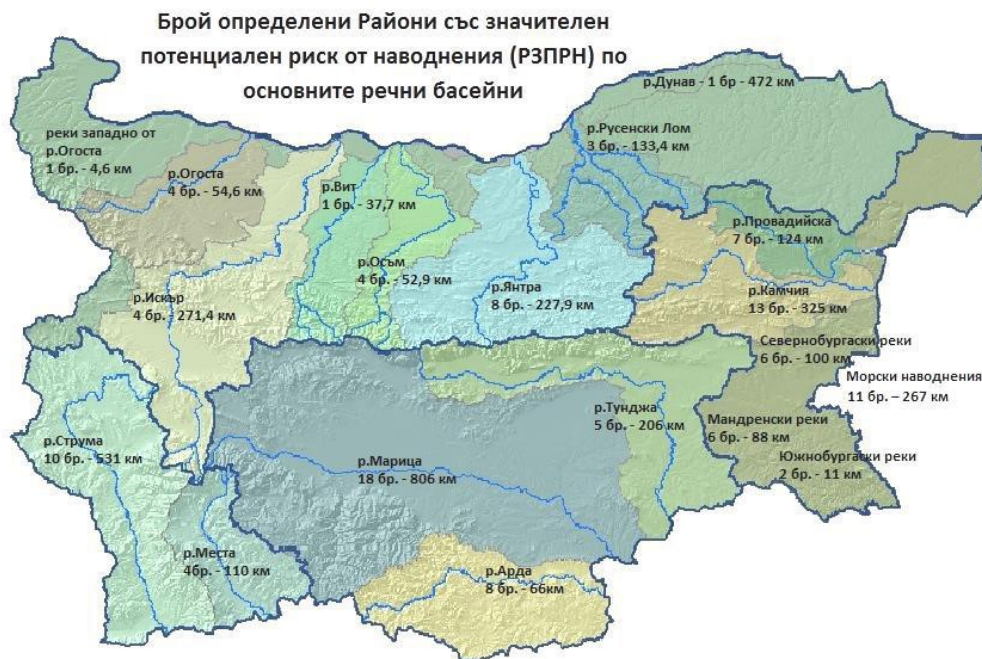 Брой определени Райони със значителен
потенциален риск от наводнения (РЗПРН) по
основните речни басейни
р.Дунав - 1 бр - 472 км
реки западно от
р.Огоста
1 бр. - 4,6 км
р.Огоста
4 бр. - 54,6 км
р.Вит
1 бр. - 37,7 км
р.Русенски Лом
3 бр. - 133,4 км
р.Провадийска
7 бр. - 124 км
р.Осъм
4 бр. - 52,9 км
р.Искър
4 бр. - 271,4 км
р.Янтра
8 бр. - 227,9 км
р.Камчия
13 бр. - 325 км
Севернобургаски реки
6 бр. - 100 км
Морски наводнения
11 бр. – 267 км
р.Тунджа
5 бр. - 206 км
Мандренски реки
6 бр. - 88 км
Южнобургаски реки
2 бр. - 11 км
р.Струма
10 бр. - 531 км
р.Марица
18 бр. - 806 км
р.Места
4бр. - 110 км
р.Арда
8 бр. - 66км